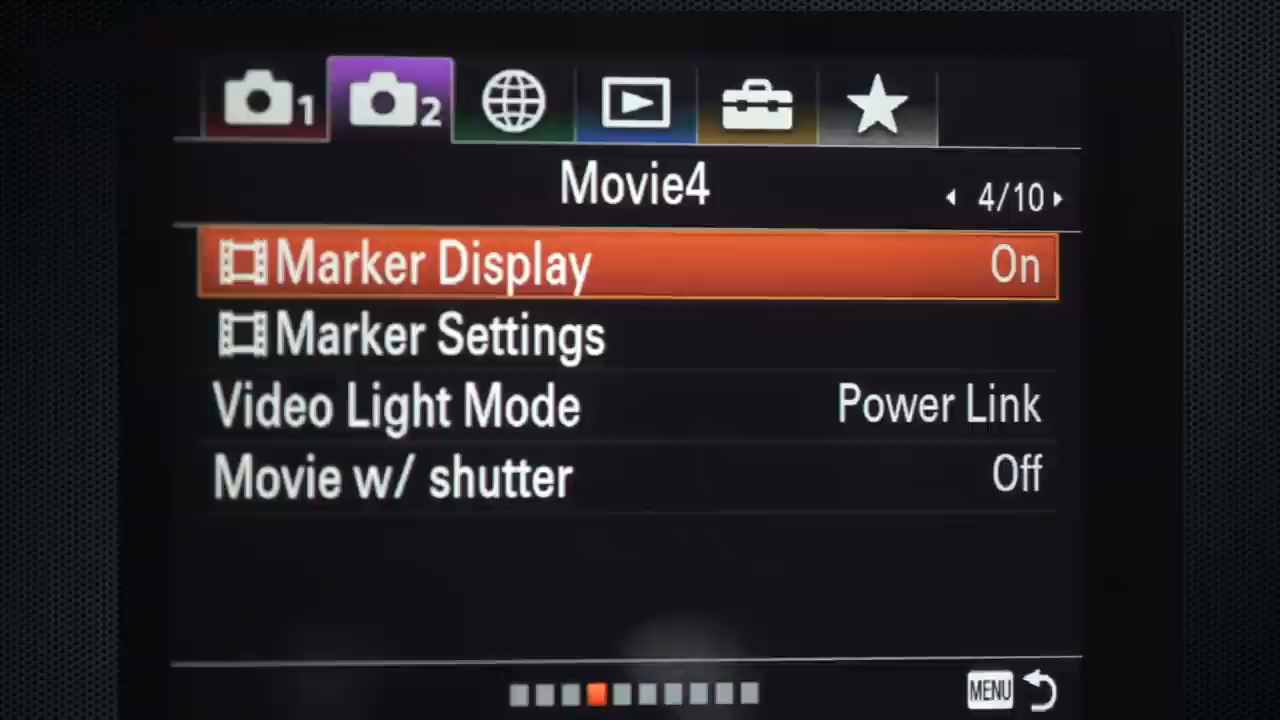 1 2
Movie4
4/10
Marker Display On
Marker Settings
Video Light Mode Power Link
Movie w/ shutter Off
MENU